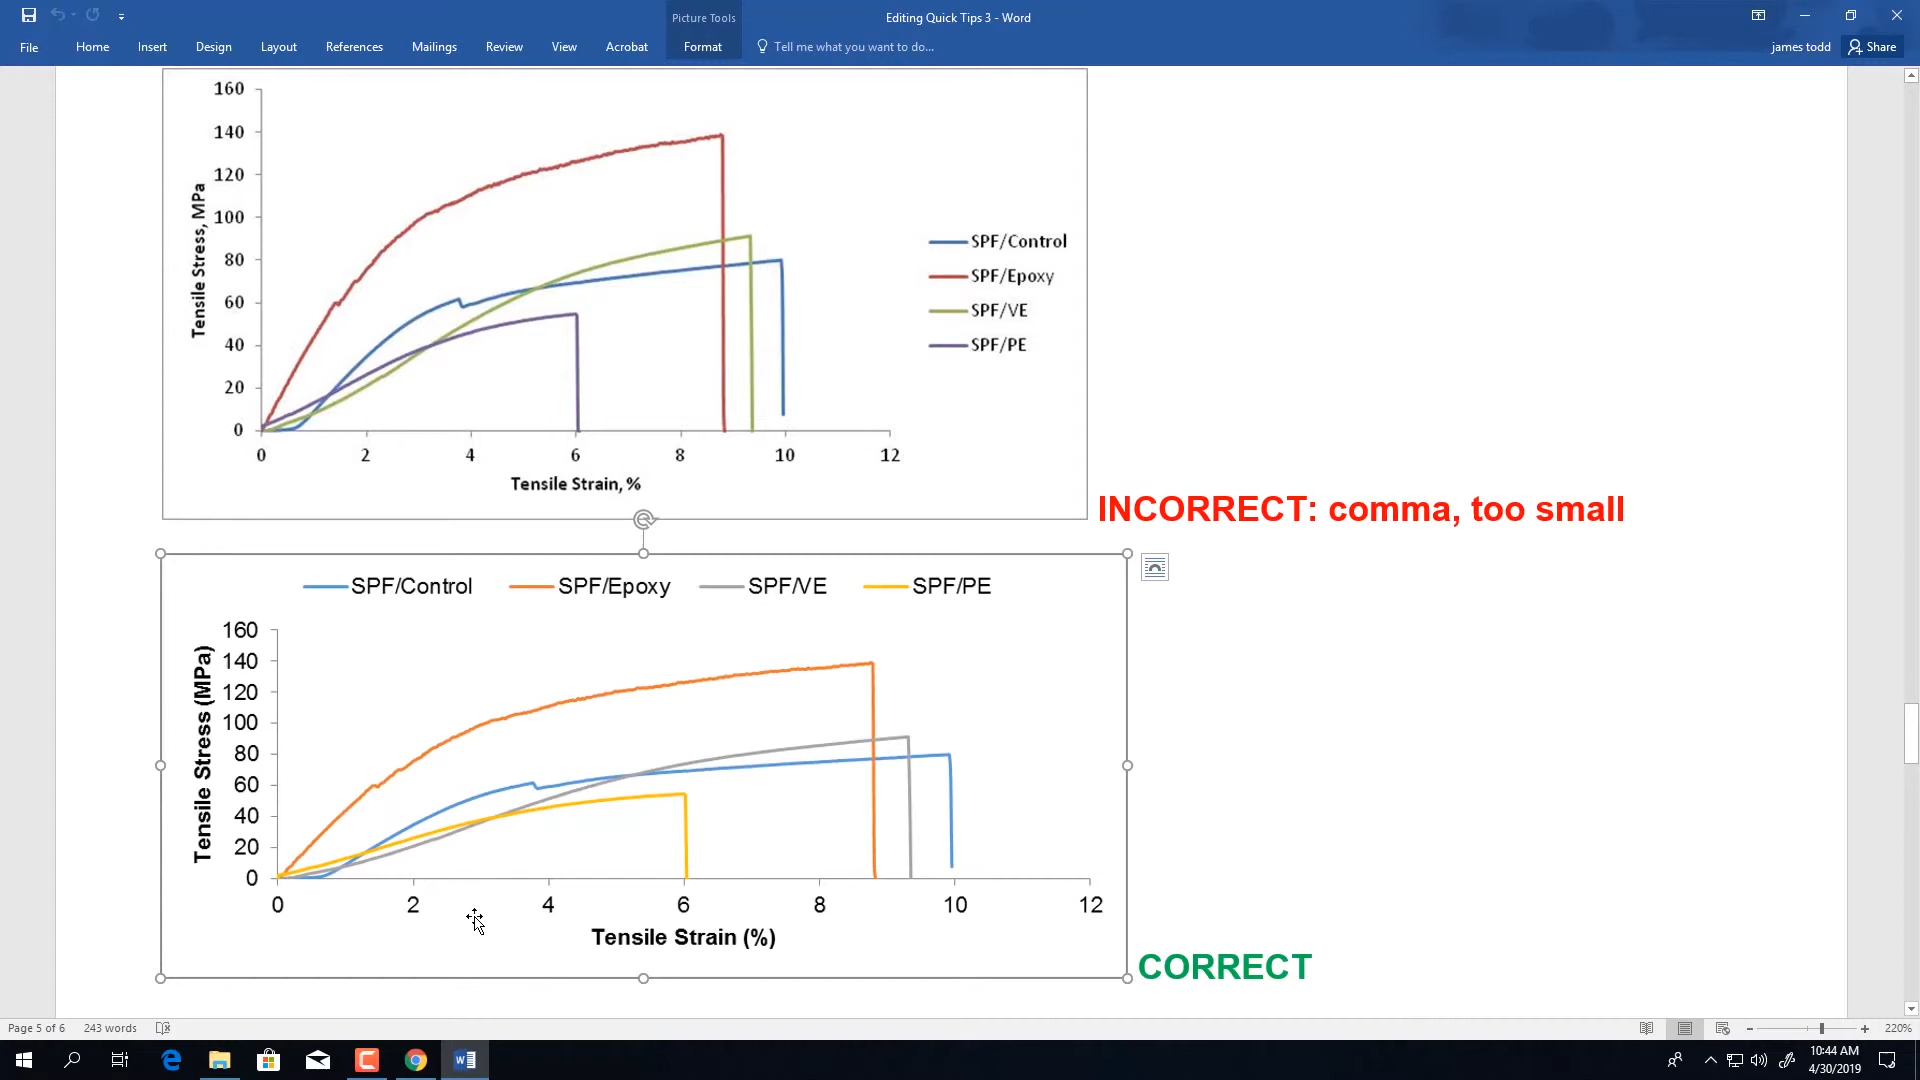 Picture Tools
Editing Quick Tips 3 - Word
File Home Insert Design Layout References Mailings Review View Acrobat Format Tell me what you want to do... james todd Share
160
140
120
100
80
60
40
20
0
Tensile Stress, MPa
0 2 4 6 8 10 12
Tensile Strain, %
SPF/Control
SPF/Epoxy
SPF/VE
SPF/PE
INCORRECT: comma, too small
SPF/Control SPF/Epoxy SPF/VE SPF/PE
160
140
120
100
80
60
40
20
0
Tensile Stress (MPa)
0 2 4 6 8 10 12
Tensile Strain (%)
CORRECT
Page 5 of 6 243 words 220%
10:44 AM
4/30/2019